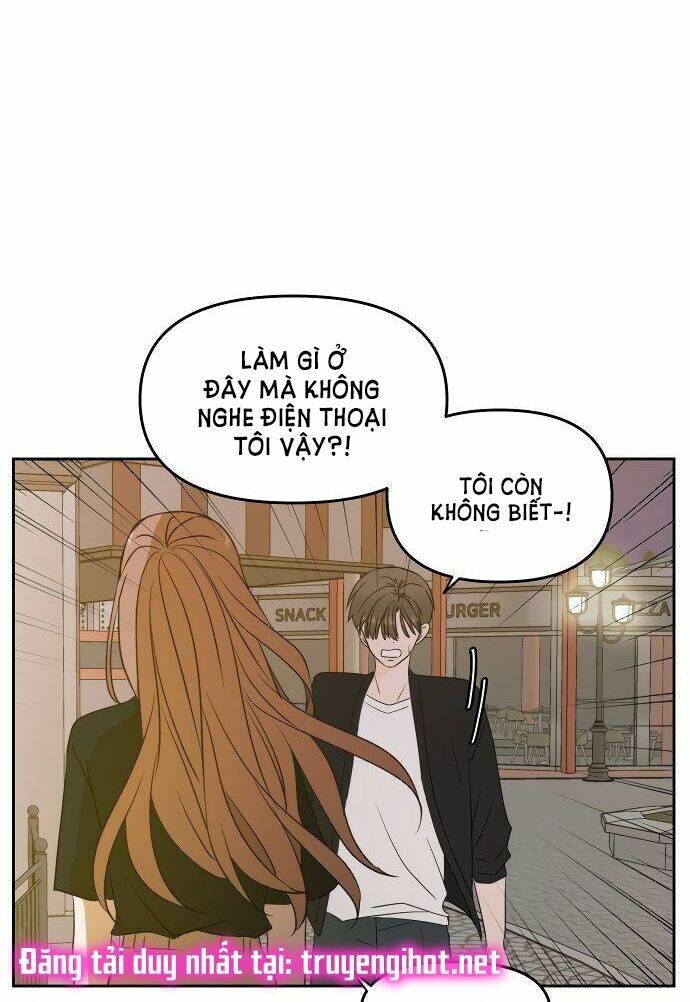 LÀM GÌ Ở
ĐÂY MÀ KHÔNG
NGHE ĐIỆN THOẠI
TÔI VẬY?!
TÔI CÒN
KHÔNG BIẾT-!
SNACK
URGER
ZA
Đăng tải duy nhất tại: truyengihot.net